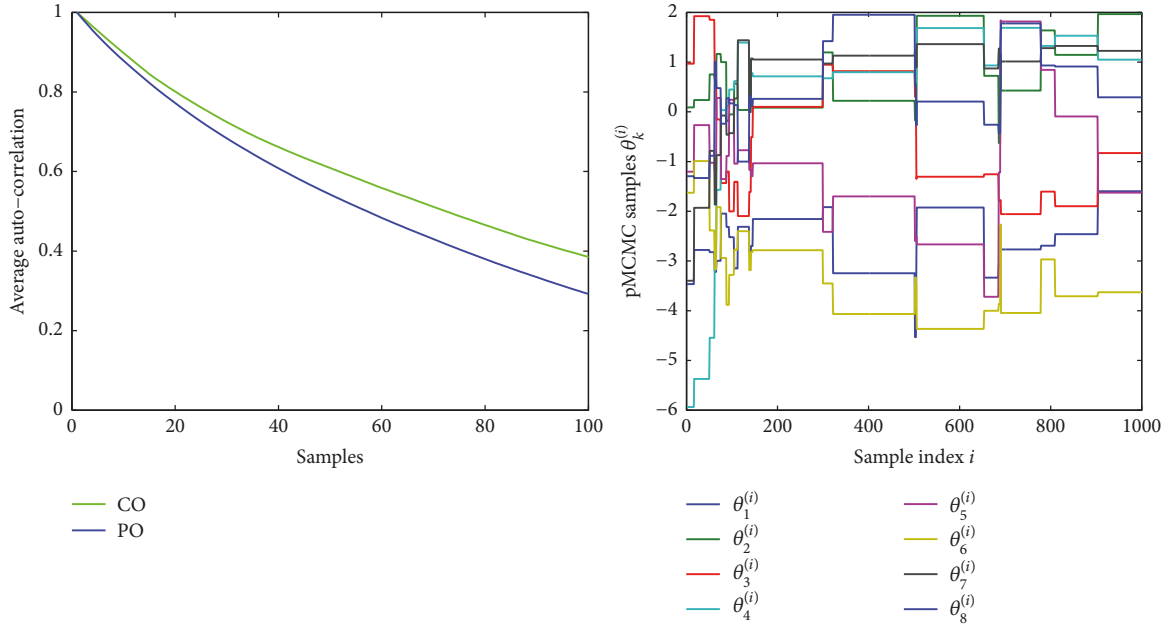 Average auto−correlation
1
0.8
0.6
0.4
0.2
0
0 20 40 60 80 100
Samples
CO
PO
pMCMC samples θ_k^(i)
2
1
0
−1
−2
−3
−4
−5
−6
0 200 400 600 800 1000
Sample index i
θ_1^(i)
θ_2^(i)
θ_3^(i)
θ_4^(i)
θ_5^(i)
θ_6^(i)
θ_7^(i)
θ_8^(i)